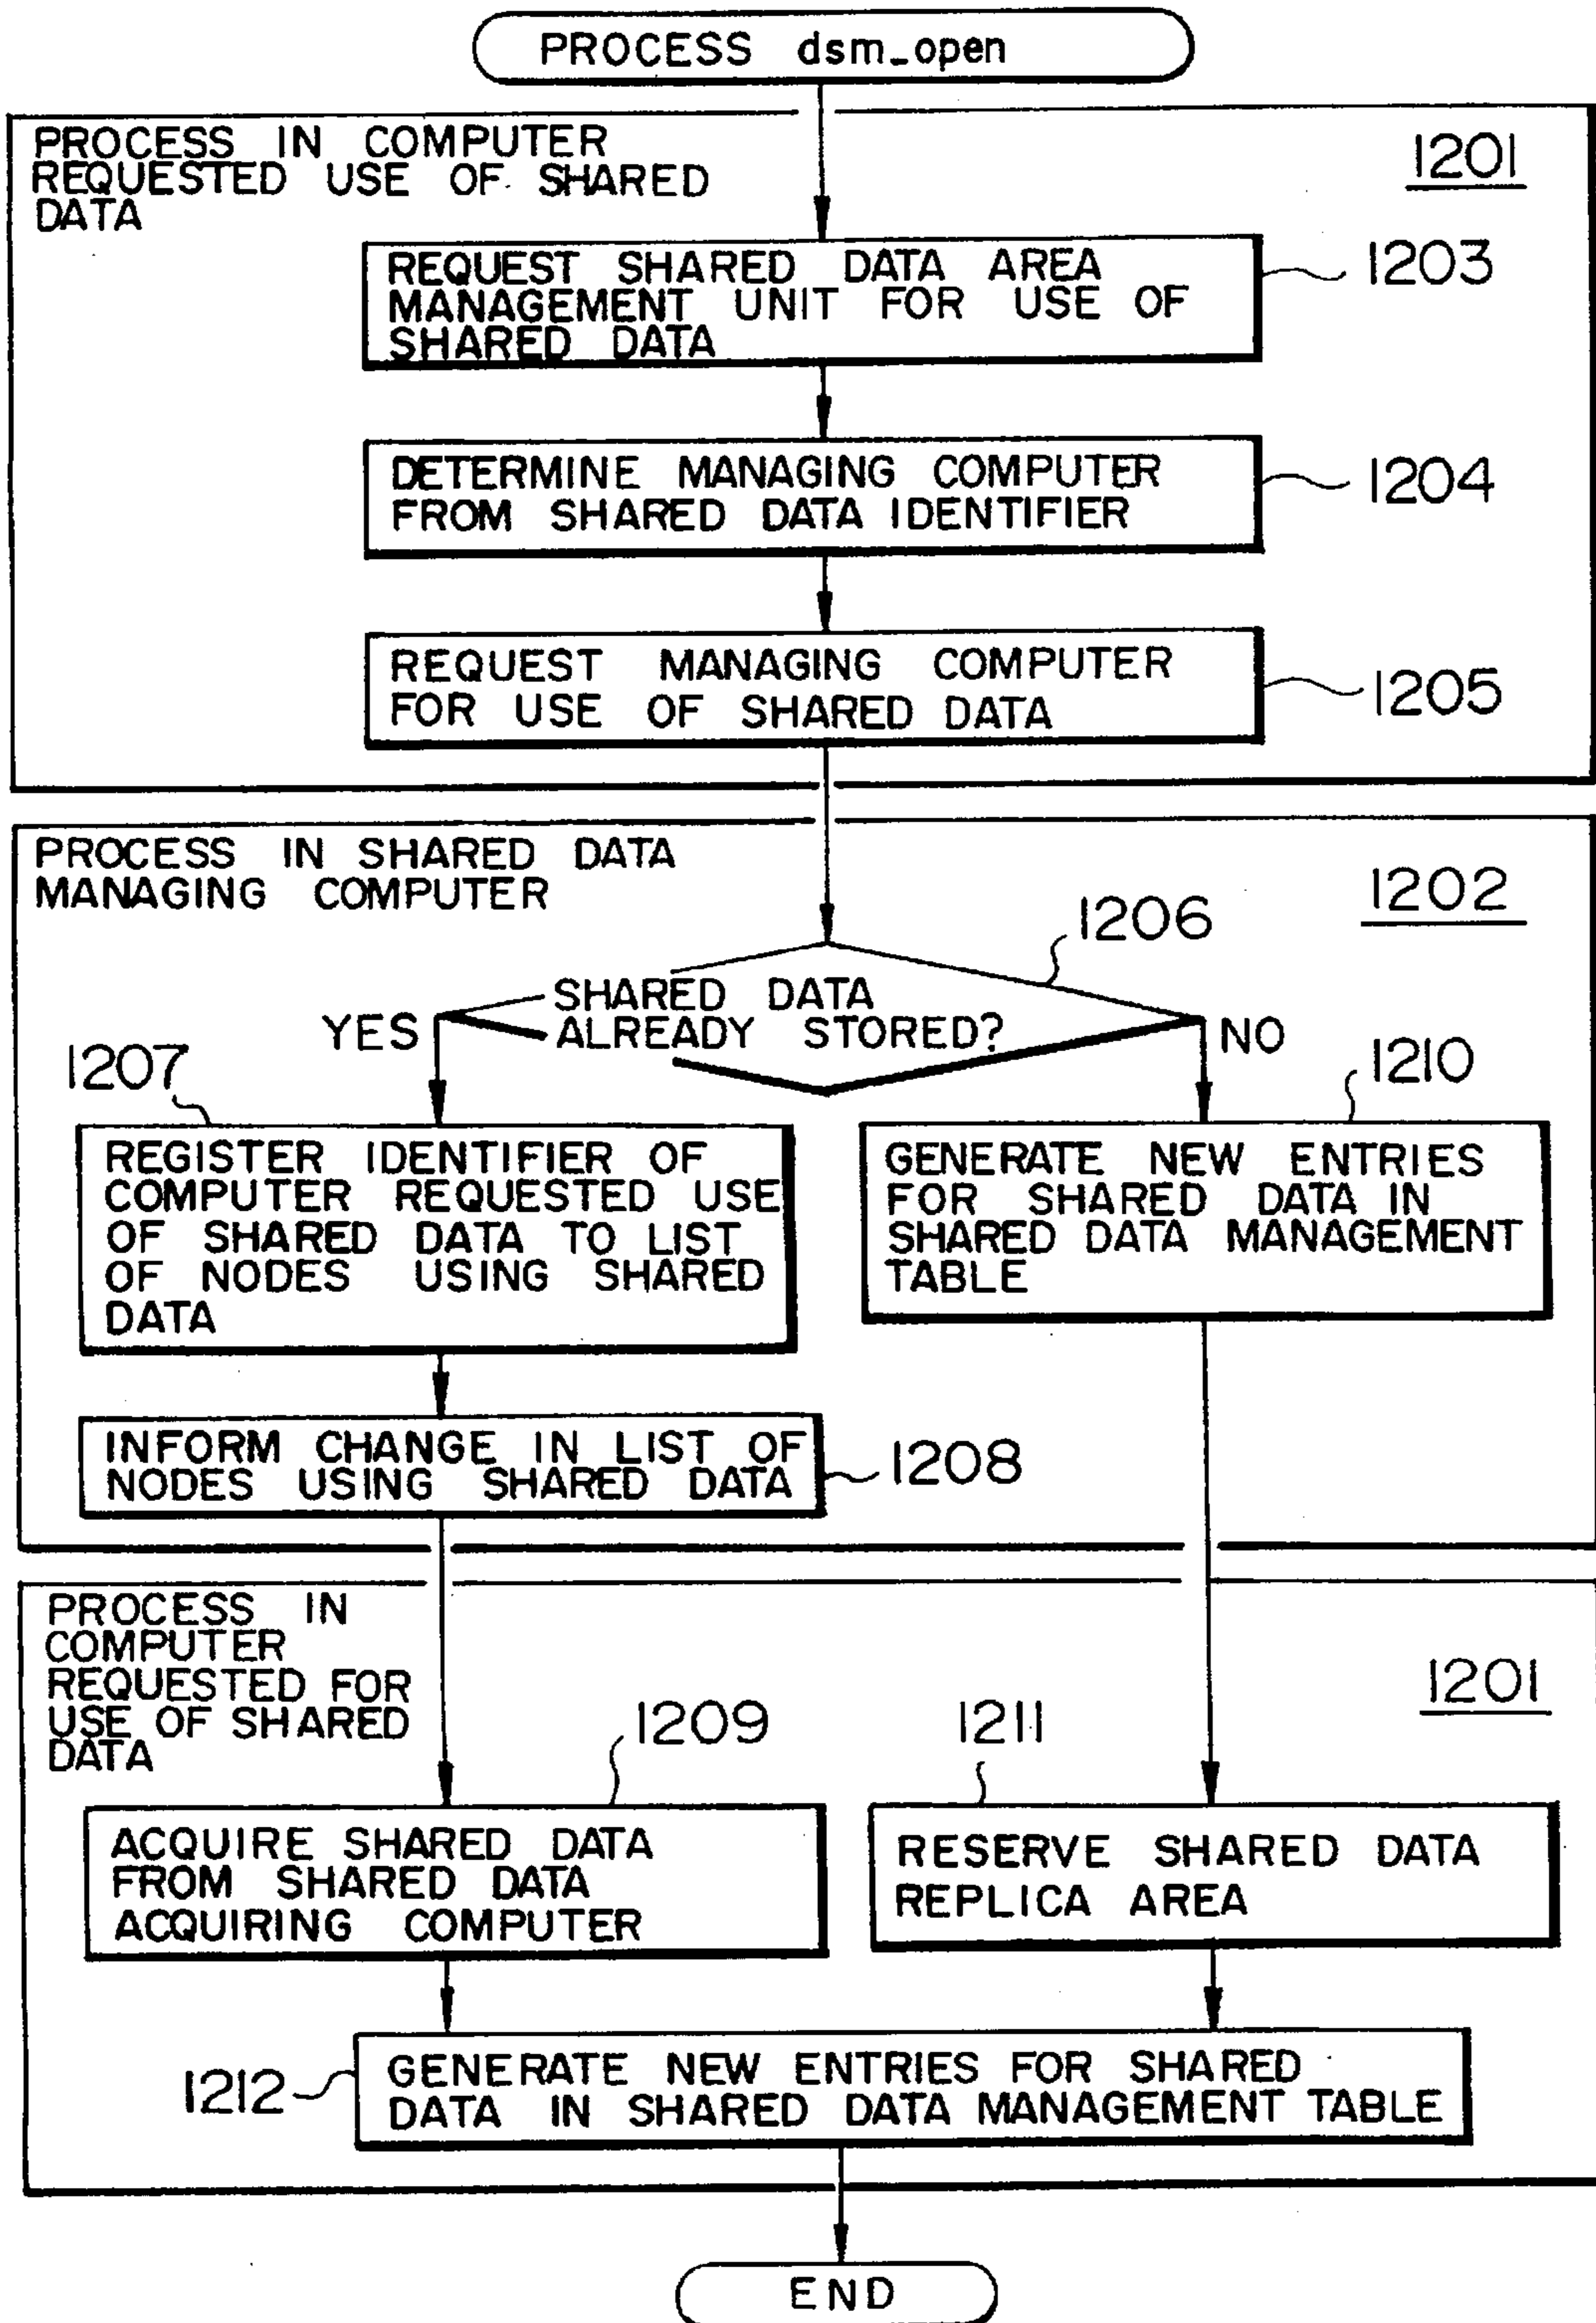 PROCESS dsm_open
PROCESS IN COMPUTER
REQUESTED USE OF SHARED
DATA
1201
REQUEST SHARED DATA AREA
MANAGEMENT UNIT FOR USE OF
SHARED DATA
1203
DETERMINE MANAGING COMPUTER
FROM SHARED DATA IDENTIFIER
1204
REQUEST MANAGING COMPUTER
FOR USE OF SHARED DATA
1205
PROCESS IN SHARED DATA
MANAGING COMPUTER
1202
1206
SHARED DATA
ALREADY STORED?
YES
NO
1207
REGISTER IDENTIFIER OF
COMPUTER REQUESTED USE
OF SHARED DATA TO LIST
OF NODES USING SHARED
DATA
1210
GENERATE NEW ENTRIES
FOR SHARED DATA IN
SHARED DATA MANAGEMENT
TABLE
INFORM CHANGE IN LIST OF
NODES USING SHARED DATA
1208
PROCESS IN
COMPUTER
REQUESTED FOR
USE OF SHARED
DATA
1201
1209
ACQUIRE SHARED DATA
FROM SHARED DATA
ACQUIRING COMPUTER
1211
RESERVE SHARED DATA
REPLICA AREA
1212
GENERATE NEW ENTRIES FOR SHARED
DATA IN SHARED DATA MANAGEMENT TABLE
END